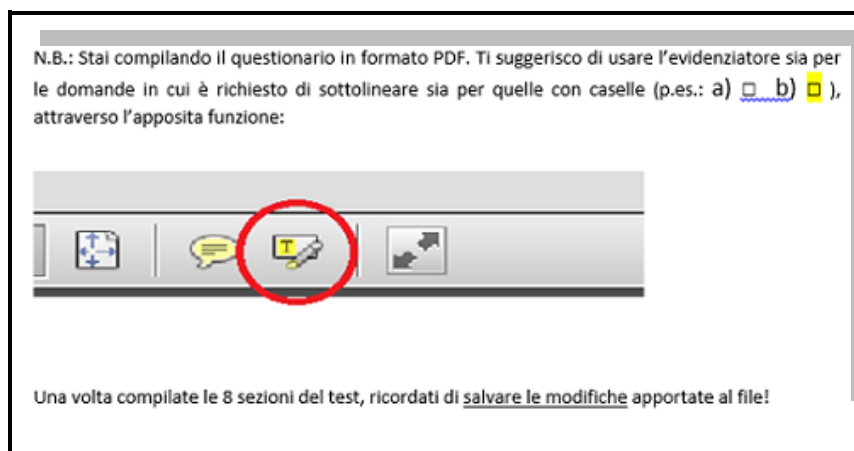 N.B.: Stai compilando il questionario in formato PDF. Ti suggerisco di usare l'evidenziatore sia per
le domande in cui è richiesto di sottolineare sia per quelle con caselle (p.es.: a) □ b) □ ),
attraverso l'apposita funzione:
T
Una volta compilate le 8 sezioni del test, ricordati di salvare le modifiche apportate al file!